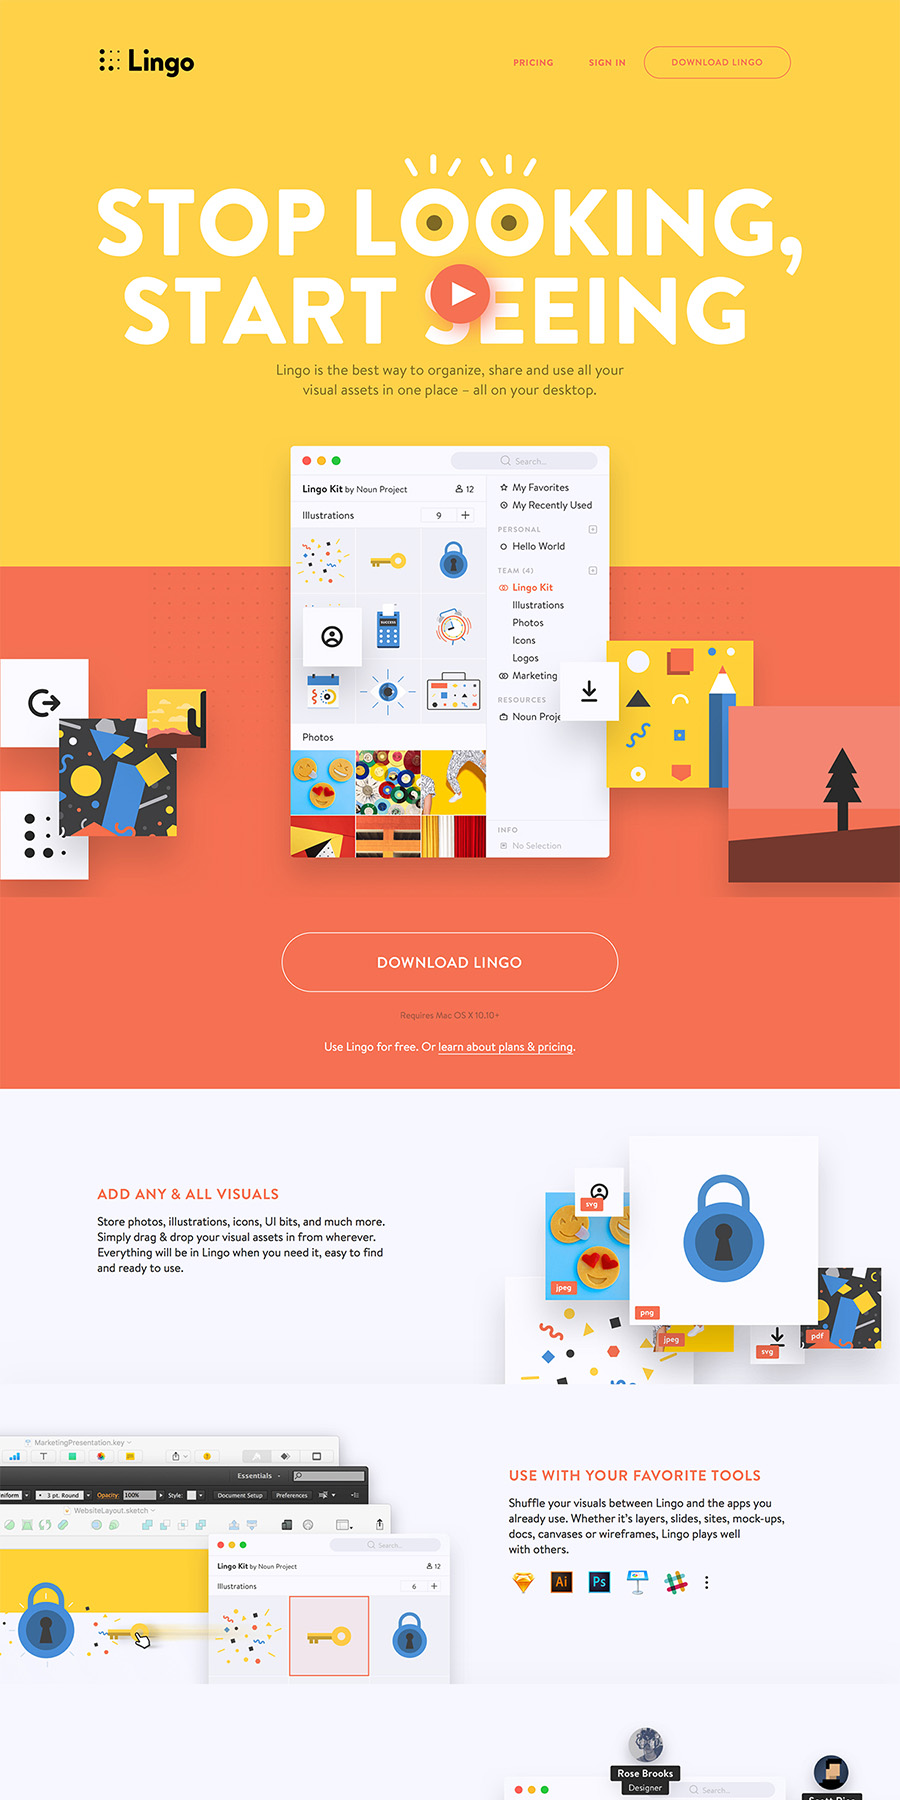 Lingo
PRICING
SIGN IN
DOWNLOAD LINGO
STOP LOOKING,
START SEEING
Lingo is the best way to organize, share and use all your
visual assets in one place – all on your desktop.
Search...
Lingo Kit by Noun Project
12
Illustrations
9
SUCCESS
Photos
My Favorites
My Recently Used
PERSONAL
Hello World
TEAM (4)
Lingo Kit
Illustrations
Photos
Icons
Logos
Marketing
RESOURCES
Noun Proje
INFO
No Selection
DOWNLOAD LINGO
Requires Mac OS X 10.10+
Use Lingo for free. Or learn about plans & pricing.
ADD ANY & ALL VISUALS
Store photos, illustrations, icons, UI bits, and much more.
Simply drag & drop your visual assets in from wherever.
Everything will be in Lingo when you need it, easy to find
and ready to use.
svg
jpeg
png
jpeg
svg
pdf
MarketingPresentation.key
Essentials
niform
3 pt. Round
Opacity:
100%
Style:
Document Setup
Preferences
WebsiteLayout.sketch
Search...
Lingo Kit by Noun Project
12
Illustrations
6
USE WITH YOUR FAVORITE TOOLS
Shuffle your visuals between Lingo and the apps you
already use. Whether it's layers, slides, sites, mock-ups,
docs, canvases or wireframes, Lingo plays well
with others.
Ai
Ps
Rose Brooks
Designer
Search...